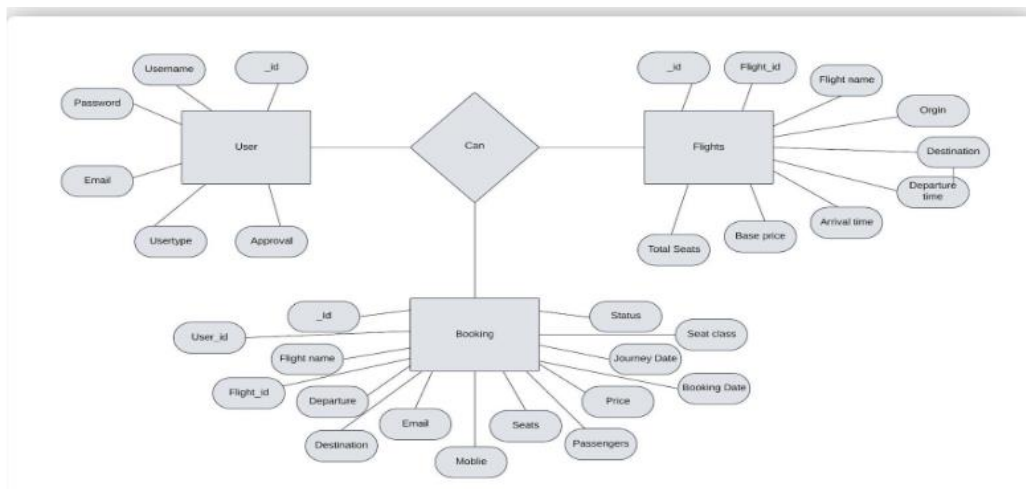 Username
_id
Password
User
Email
Usertype
Approval
Can
_id
Flight_id
Flight name
Orgin
Flights
Destination
Departure
time
Arrival time
Base price
Total Seats
_Id
User_id
Flight name
Flight_id
Departure
Destination
Email
Moblie
Booking
Status
Seat class
Journey Date
Booking Date
Price
Passengers
Seats